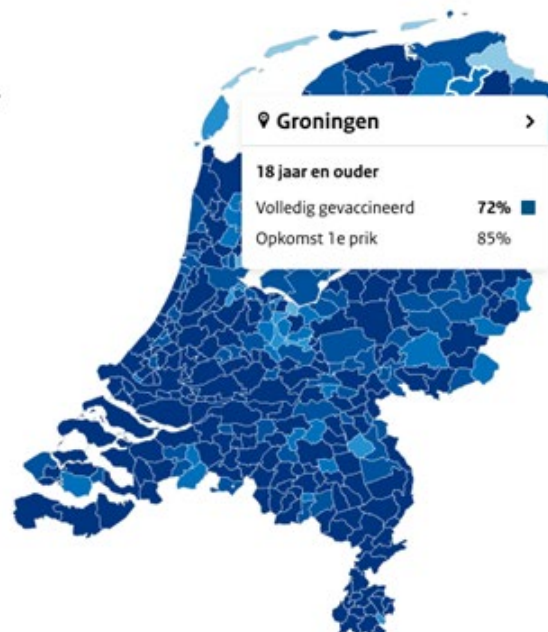 Groningen
18 jaar en ouder
Volledig gevaccineerd 72%
Opkomst 1e prik 85%